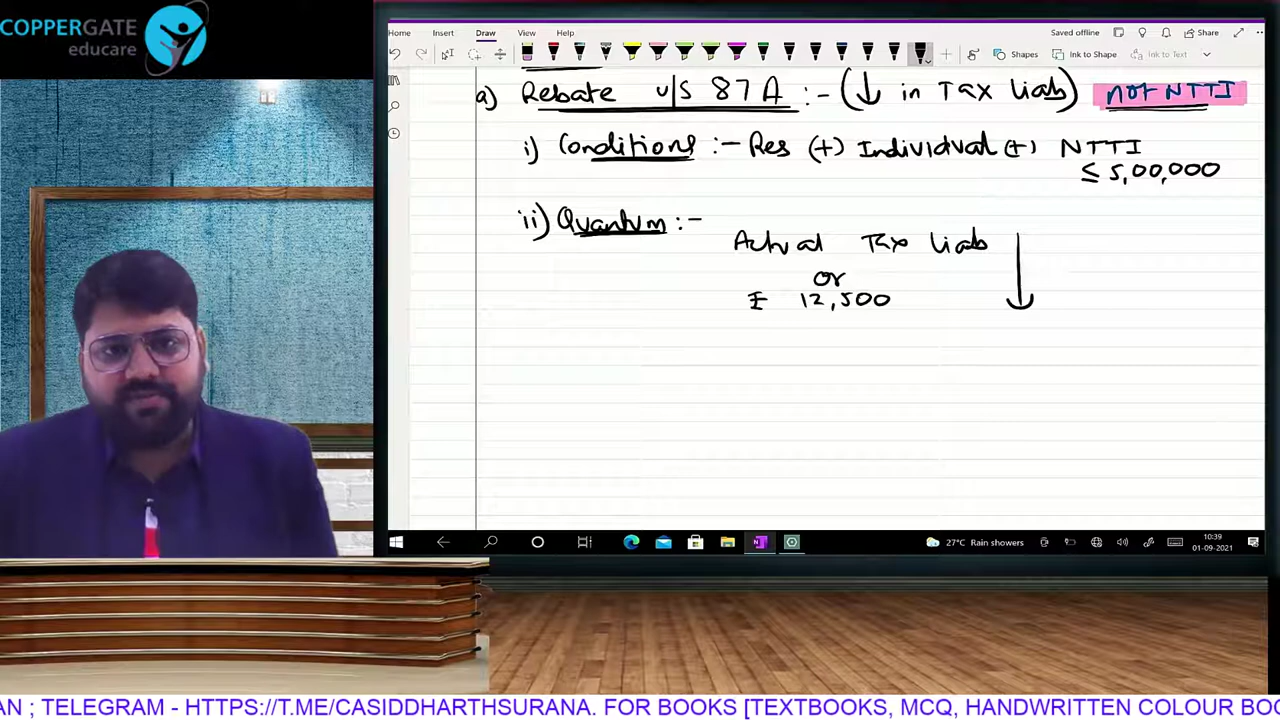 COPPERGATE
educare
Home Insert Draw View Help Saved offline Share
Shapes Ink to Shape Ink to Text
a) Rebate u/s 87A :- (↓ in Tax liab) not NTTI
i) Conditions :- Res (+) Individual (+) NTTI
≤ 5,00,000
ii) Quantum :-
Actual Tax liab
or
₹ 12,500
27°C Rain showers 10:39
01-09-2021
AN ; TELEGRAM - HTTPS://T.ME/CASIDDHARTHSURANA. FOR BOOKS [TEXTBOOKS, MCQ, HANDWRITTEN COLOUR BOO